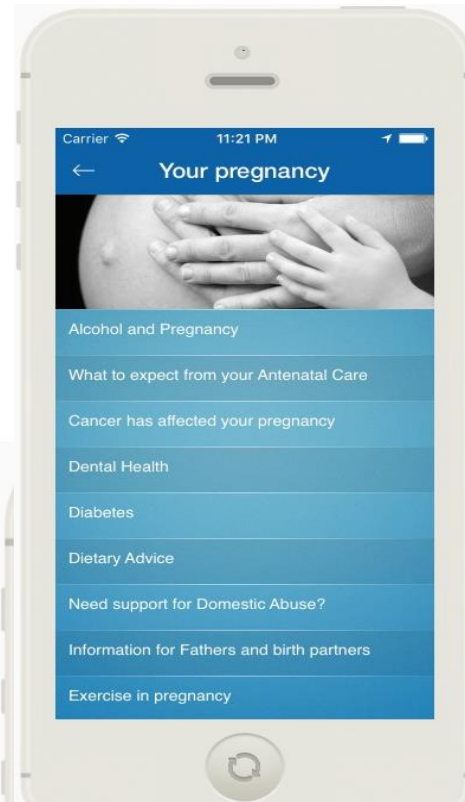 Carrier 11:21 PM
Your pregnancy
Alcohol and Pregnancy
What to expect from your Antenatal Care
Cancer has affected your pregnancy
Dental Health
Diabetes
Dietary Advice
Need support for Domestic Abuse?
Information for Fathers and birth partners
Exercise in pregnancy